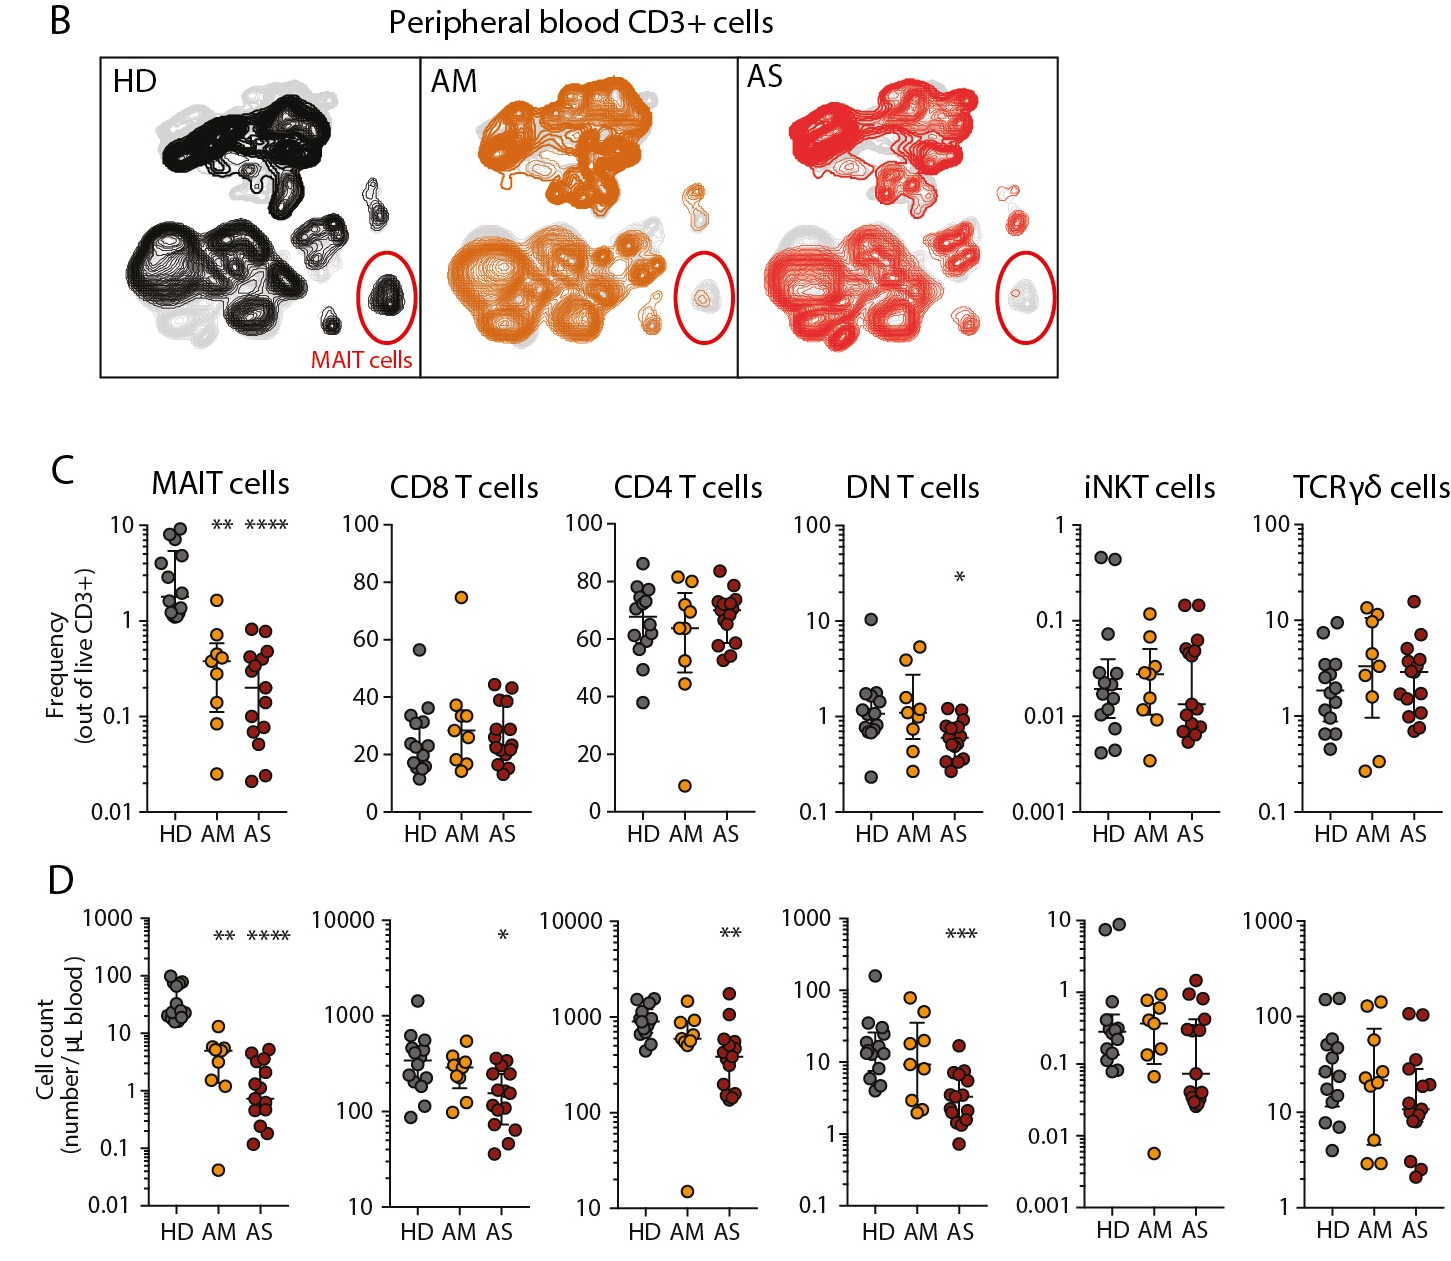 B
Peripheral blood CD3+ cells
HD
AM
AS
MAIT cells
C
MAIT cells
CD8 T cells
CD4 T cells
DN T cells
iNKT cells
TCRγδ cells
Frequency
(out of live CD3+)
10
1
0.1
0.01
** ****
HD AM AS
100
80
60
40
20
0
HD AM AS
100
80
60
40
20
0
HD AM AS
100
10
1
0.1
*
HD AM AS
1
0.1
0.01
0.001
HD AM AS
100
10
1
0.1
HD AM AS
D
Cell count
(number/ µL blood)
1000
100
10
1
0.1
0.01
** ****
HD AM AS
10000
1000
100
10
*
HD AM AS
10000
1000
100
10
**
HD AM AS
1000
100
10
1
0.1
***
HD AM AS
10
1
0.1
0.01
0.001
HD AM AS
1000
100
10
1
HD AM AS